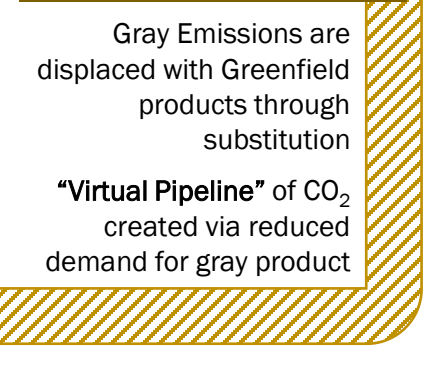 Gray Emissions are
displaced with Greenfield
products through
substitution
“Virtual Pipeline” of CO₂
created via reduced
demand for gray product